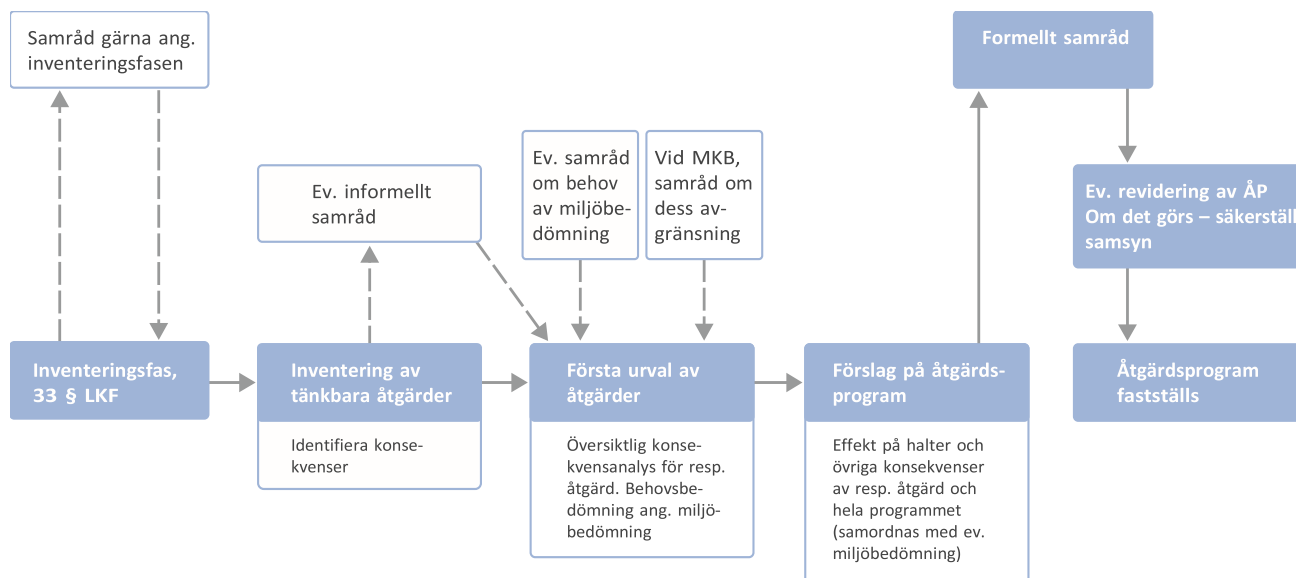 Samråd gärna ang.
inventeringsfasen
Formellt samråd
Ev. informellt
samråd
Ev. samråd
om behov
av miljöbe-
dömning
Vid MKB,
samråd om
dess av-
gränsning
Ev. revidering av ÅP
Om det görs – säkerställ
samsyn
Inventeringsfas,
33 § LKF
Inventering av
tänkbara åtgärder
Identifiera konse-
kvenser
Första urval av
åtgärder
Översiktlig konse-
kvensanalys för resp.
åtgärd. Behovsbe-
dömning ang. miljö-
bedömning
Förslag på åtgärds-
program
Effekt på halter och
övriga konsekvenser
av resp. åtgärd och
hela programmet
(samordnas med ev.
miljöbedömning)
Åtgärdsprogram
fastställs